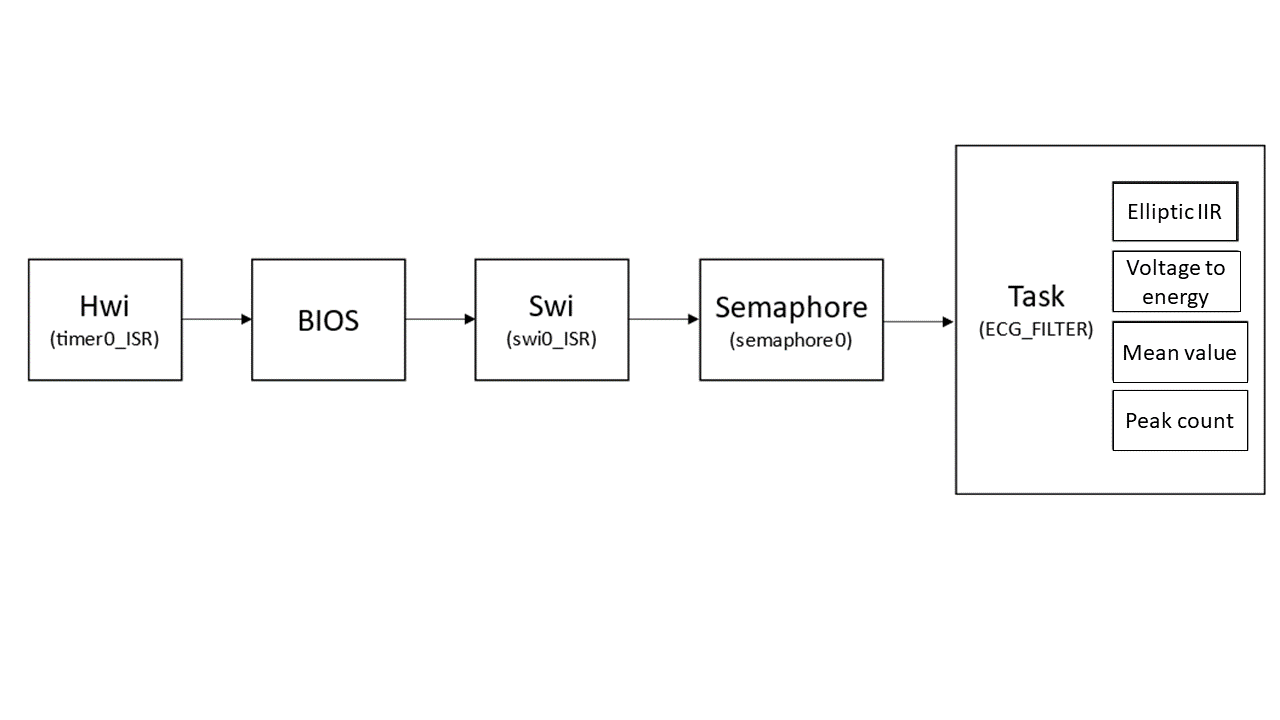 Hwi
(timer0_ISR)
BIOS
Swi
(swi0_ISR)
Semaphore
(semaphore0)
Task
(ECG_FILTER)
Elliptic IIR
Voltage to
energy
Mean value
Peak count